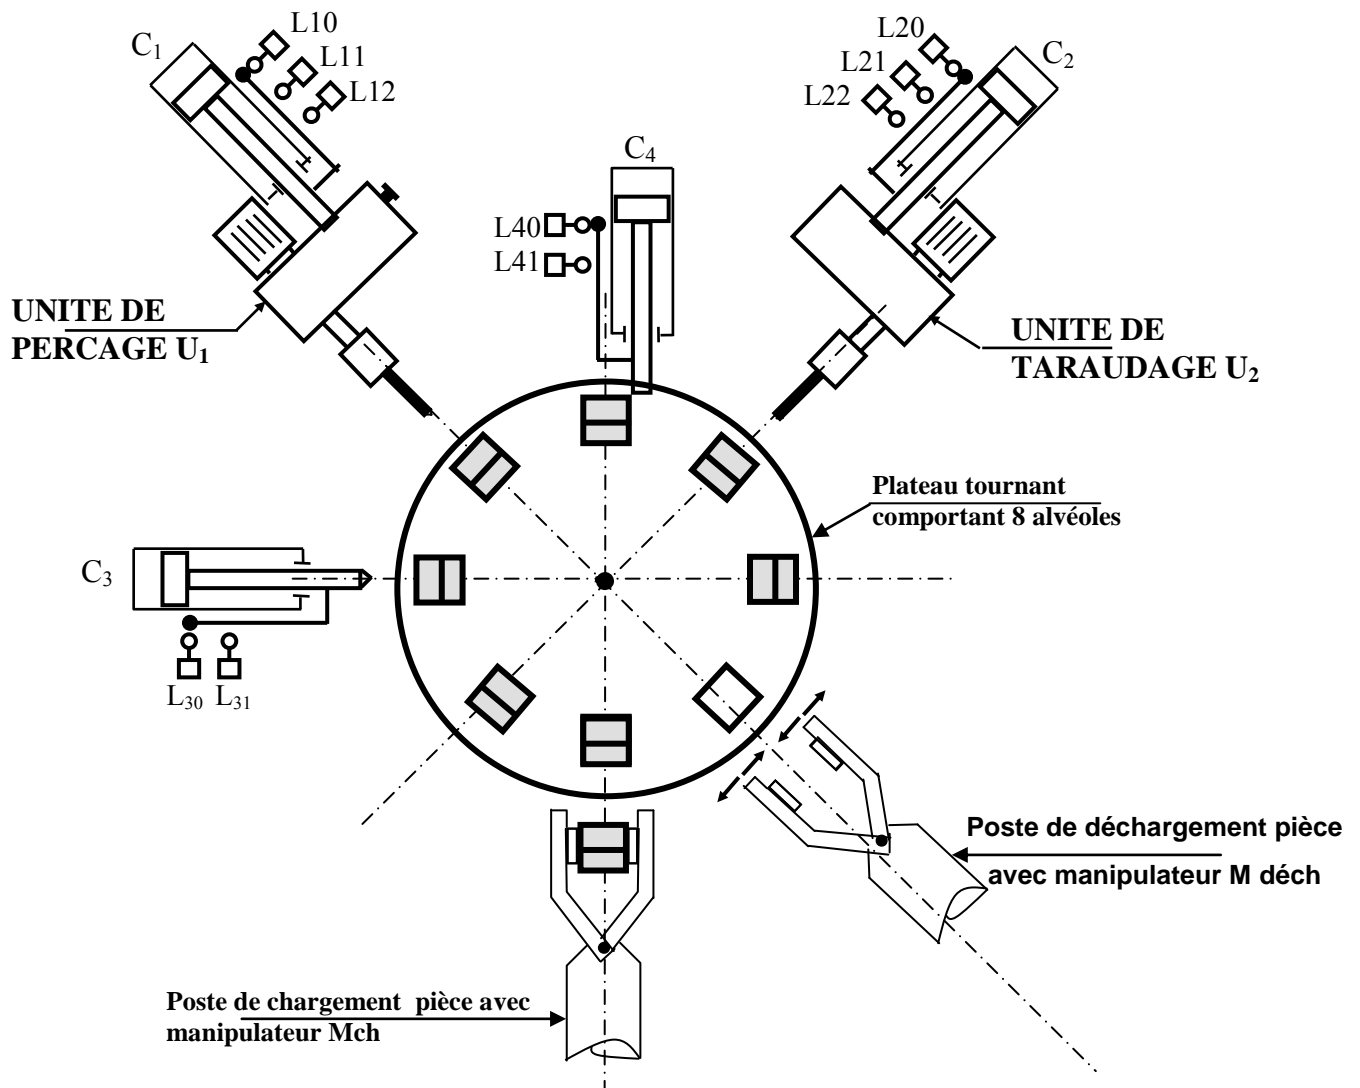 L10
C1
L11
L12
L20
L21
C2
L22
C4
L40
L41
UNITE DE
PERCAGE U1
UNITE DE
TARAUDAGE U2
Plateau tournant
comportant 8 alvéoles
C3
L30 L31
Poste de déchargement pièce
avec manipulateur M déch
Poste de chargement pièce avec
manipulateur Mch